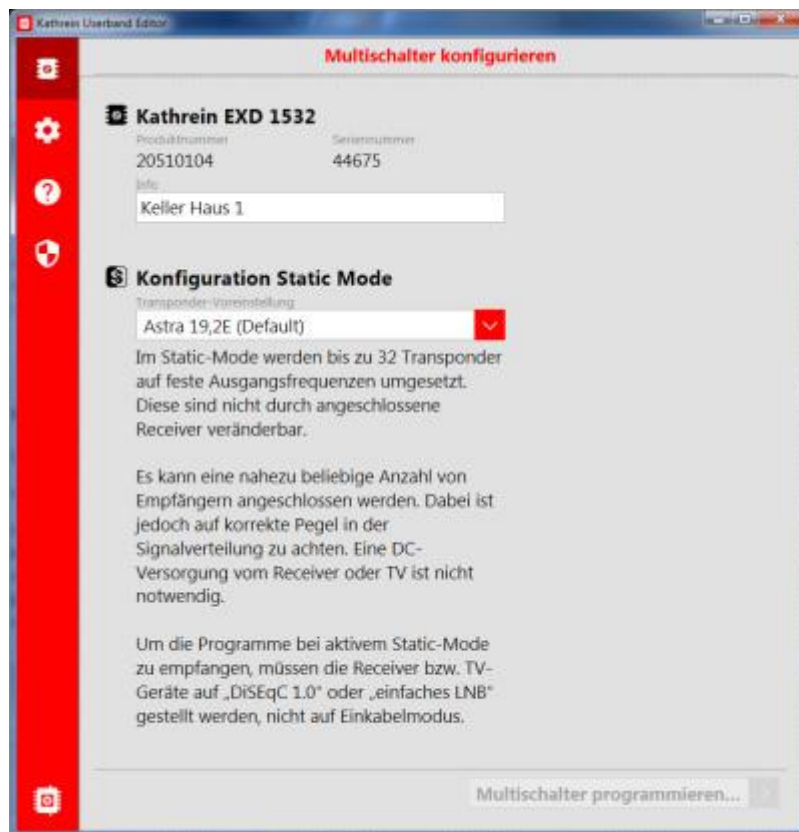 Kathrein Userband Editor
Multischalter konfigurieren
Kathrein EXD 1532
Produktnummer Seriennummer
20510104 44675
Info
Keller Haus 1
Konfiguration Static Mode
Transponder-Voreinstellung
Astra 19,2E (Default)
Im Static-Mode werden bis zu 32 Transponder
auf feste Ausgangsfrequenzen umgesetzt.
Diese sind nicht durch angeschlossene
Receiver veränderbar.
Es kann eine nahezu beliebige Anzahl von
Empfängern angeschlossen werden. Dabei ist
jedoch auf korrekte Pegel in der
Signalverteilung zu achten. Eine DC-
Versorgung vom Receiver oder TV ist nicht
notwendig.
Um die Programme bei aktivem Static-Mode
zu empfangen, müssen die Receiver bzw. TV-
Geräte auf „DiSEqC 1.0" oder „einfaches LNB"
gestellt werden, nicht auf Einkabelmodus.
Multischalter programmieren...